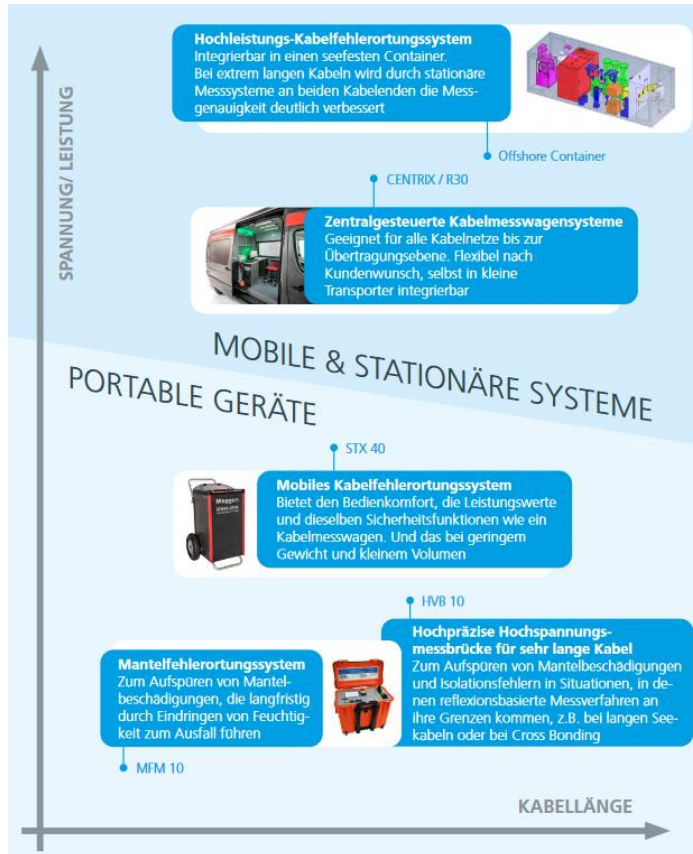 Hochleistungs-Kabelfehlerortungssystem
Integrierbar in einen seefesten Container.
Bei extrem langen Kabeln wird durch stationäre
Messsysteme an beiden Kabelenden die Mess-
genauigkeit deutlich verbessert
SPANNUNG/ LEISTUNG
Offshore Container
CENTRIX / R30
Zentralgesteuerte Kabelmesswagensysteme
Geeignet für alle Kabelnetze bis zur
Übertragungsebene. Flexibel nach
Kundenwunsch, selbst in kleine
Transporter integrierbar
MOBILE & STATIONÄRE SYSTEME
PORTABLE GERÄTE
STX 40
Megger
Mobiles Kabelfehlerortungssystem
Bietet den Bedienkomfort, die Leistungswerte
und dieselben Sicherheitsfunktionen wie ein
Kabelmesswagen. Und das bei geringem
Gewicht und kleinem Volumen
HVB 10
Hochpräzise Hochspannungs-
messbrücke für sehr lange Kabel
Zum Aufspüren von Mantelbeschädigungen
und Isolationsfehlern in Situationen, in de-
nen reflexionsbasierte Messverfahren an
ihre Grenzen kommen, z.B. bei langen See-
kabeln oder bei Cross Bonding
Mantelfehlerortungssystem
Zum Aufspüren von Mantel-
beschädigungen, die langfristig
durch Eindringen von Feuchtig-
keit zum Ausfall führen
MFM 10
KABELLÄNGE